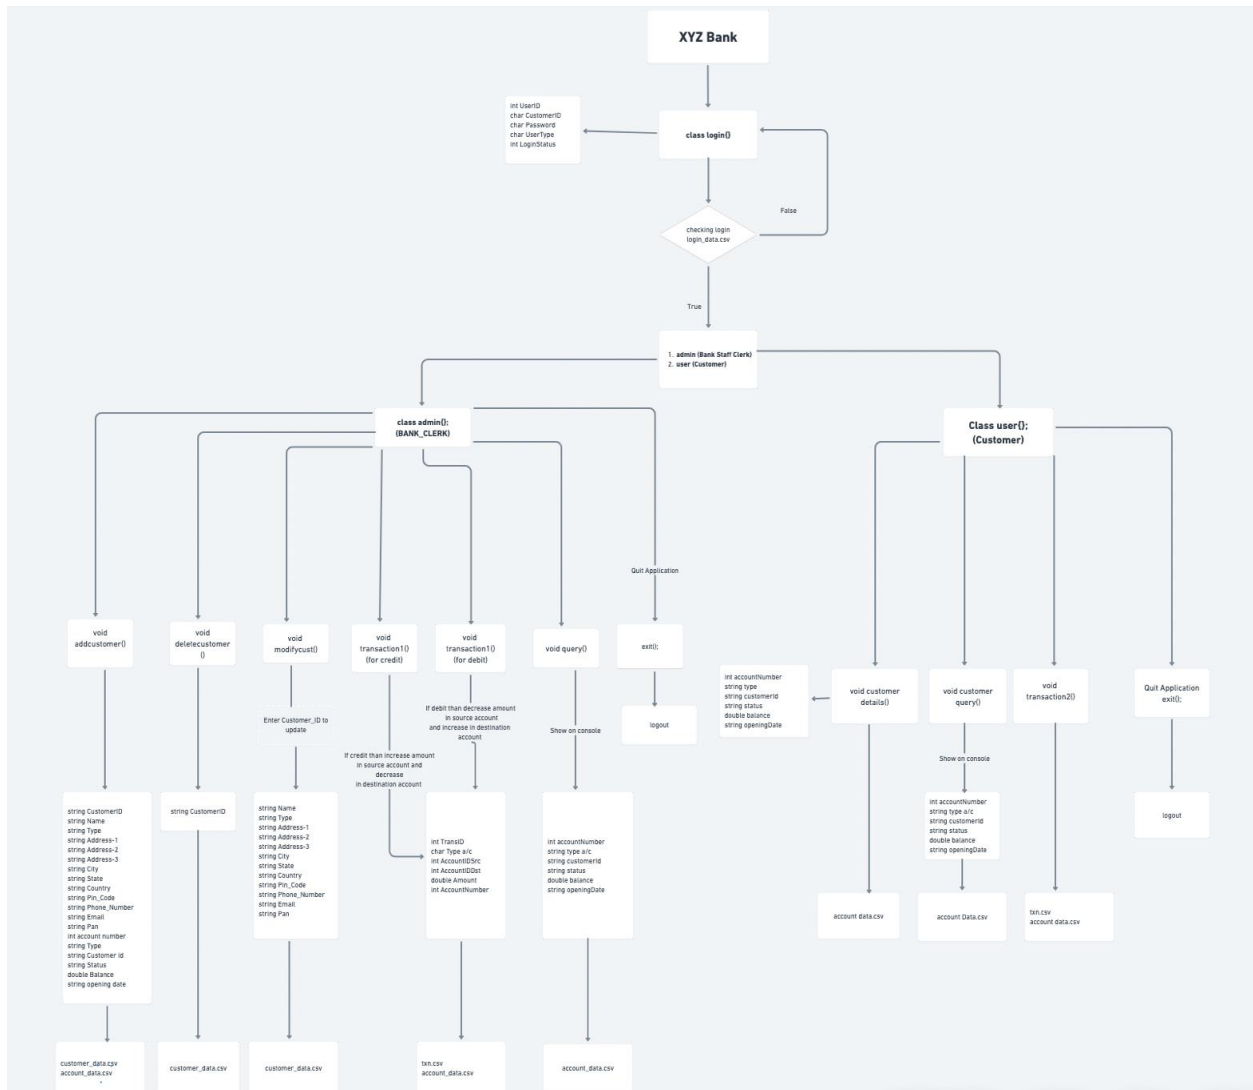 XYZ Bank
int UserID
char CustomerID
char Password
char UserType
int LoginStatus
class login{}
False
checking login
login_data.csv
True
1. admin (Bank Staff Clerk)
2. user (Customer)
class admin{};
(BANK_CLERK)
Class user{};
(Customer)
Quit Application
void
addcustomer()
void
deletecustomer
()
void
modifycust()
void
transaction1()
(for credit)
void
transaction1()
(for debit)
void query()
exit();
int accountNumber
string type
string customerId
string status
double balance
string openingDate
void customer
details()
void customer
query()
void
transaction2()
Quit Application
exit();
Enter Customer_ID to
update
If debit than decrease amount
in source account
and increase in destination
account
Show on console
logout
If credit than increase amount
in source account and
decrease
in destination account
Show on console
string CustomerID
string Name
string Type
string Address-1
string Address-2
string Address-3
string City
string State
string Country
string Pin_Code
string Phone_Number
string Email
string Pan
int account number
string Type
string Customer id
string Status
double Balance
string opening date
string CustomerID
string Name
string Type
string Address-1
string Address-2
string Address-3
string City
string State
string Country
string Pin_Code
string Phone_Number
string Email
string Pan
int TransID
char Type a/c
int AccountIDSrc
int AccountIDDst
double Amount
int AccountNumber
int accountNumber
string type a/c
string customerId
string status
double balance
string openingDate
int accountNumber
string type a/c
string customerId
string status
double balance
string openingDate
logout
account data.csv
account Data.csv
txn.csv
account data.csv
customer_data.csv
account_data.csv
customer_data.csv
customer_data.csv
txn.csv
account_data.csv
account_data.csv